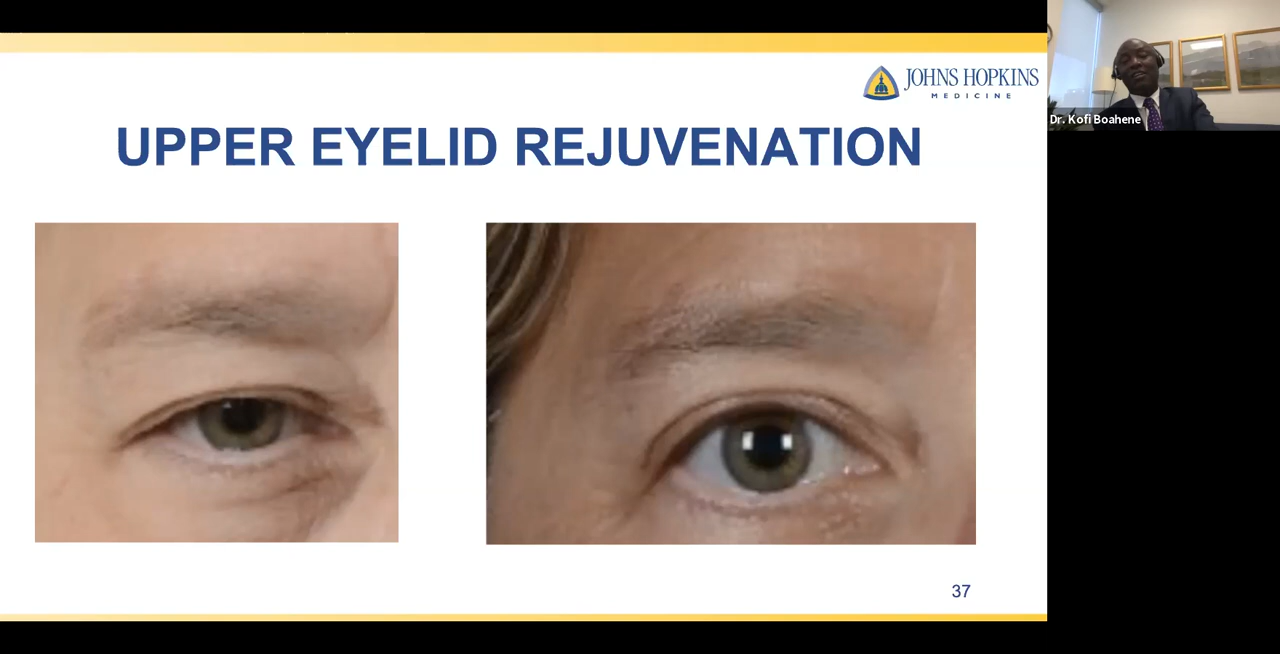 JOHNS HOPKINS
MEDICINE
Dr. Kofi Boahene
UPPER EYELID REJUVENATION
37